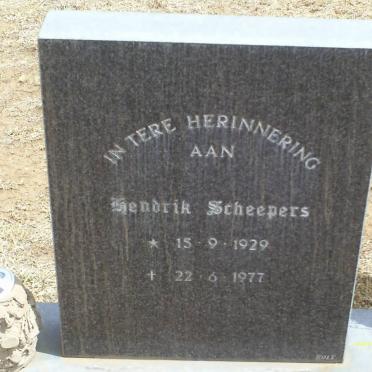 IN TERE HERINNERING
AAN
Hendrik Scheepers
* 15 · 9 · 1929
+ 22 · 6 · 1977